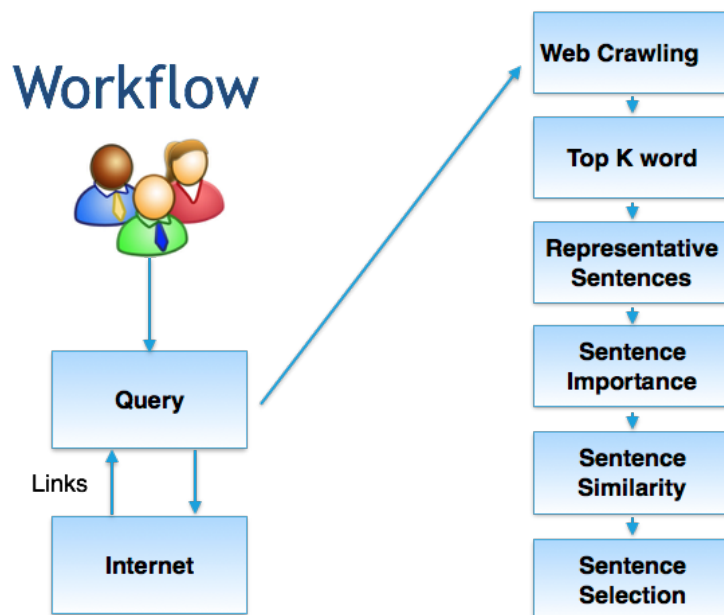 Workflow
Query
Links
Internet
Web Crawling
Top K word
Representative
Sentences
Sentence
Importance
Sentence
Similarity
Sentence
Selection